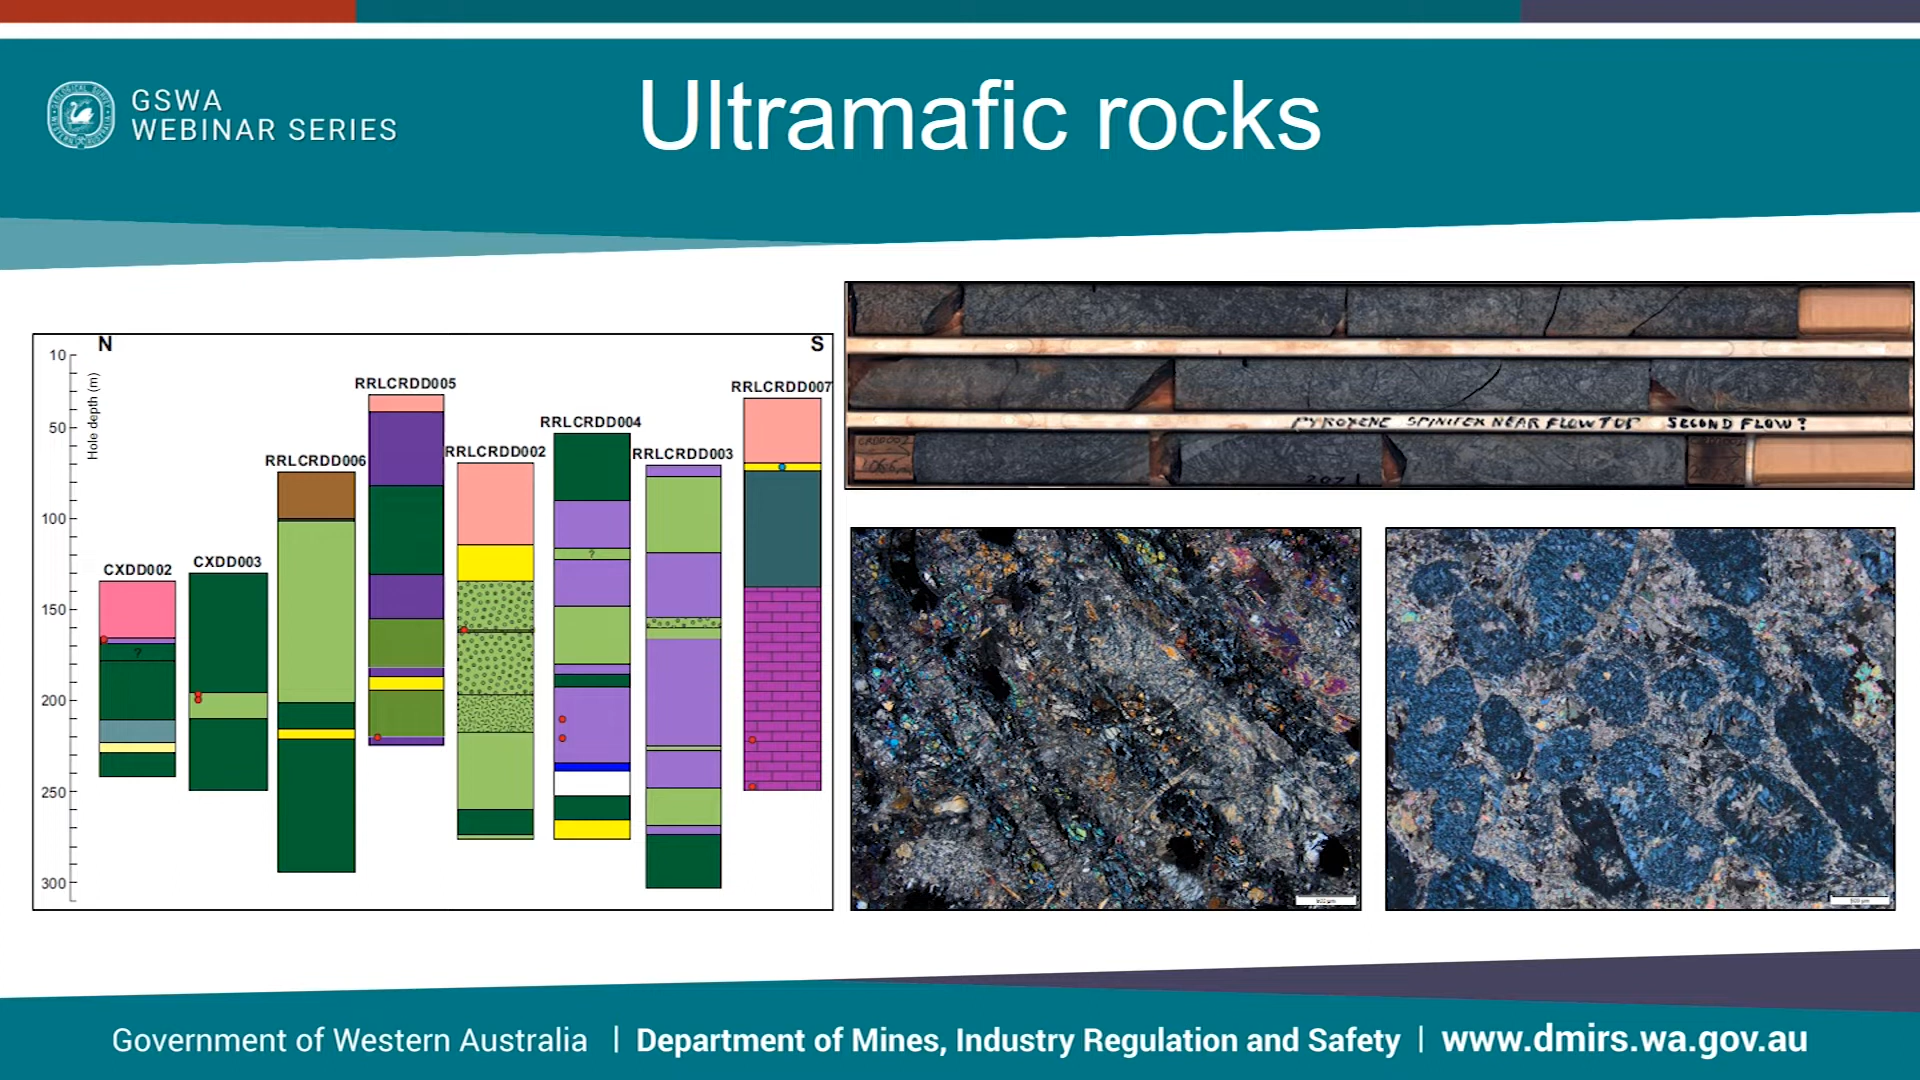 GSWA
WEBINAR SERIES
Ultramafic rocks
N
S
Hole depth (m)
10
50
100
150
200
250
300
CXDD002
CXDD003
RRLCRDD006
RRLCRDD005
RRLCRDD002
RRLCRDD004
RRLCRDD003
RRLCRDD007
?
?
PYROXENE SPINIFEX NEAR FLOW TOP SECOND FLOW?
207.1
Government of Western Australia | Department of Mines, Industry Regulation and Safety | www.dmirs.wa.gov.au